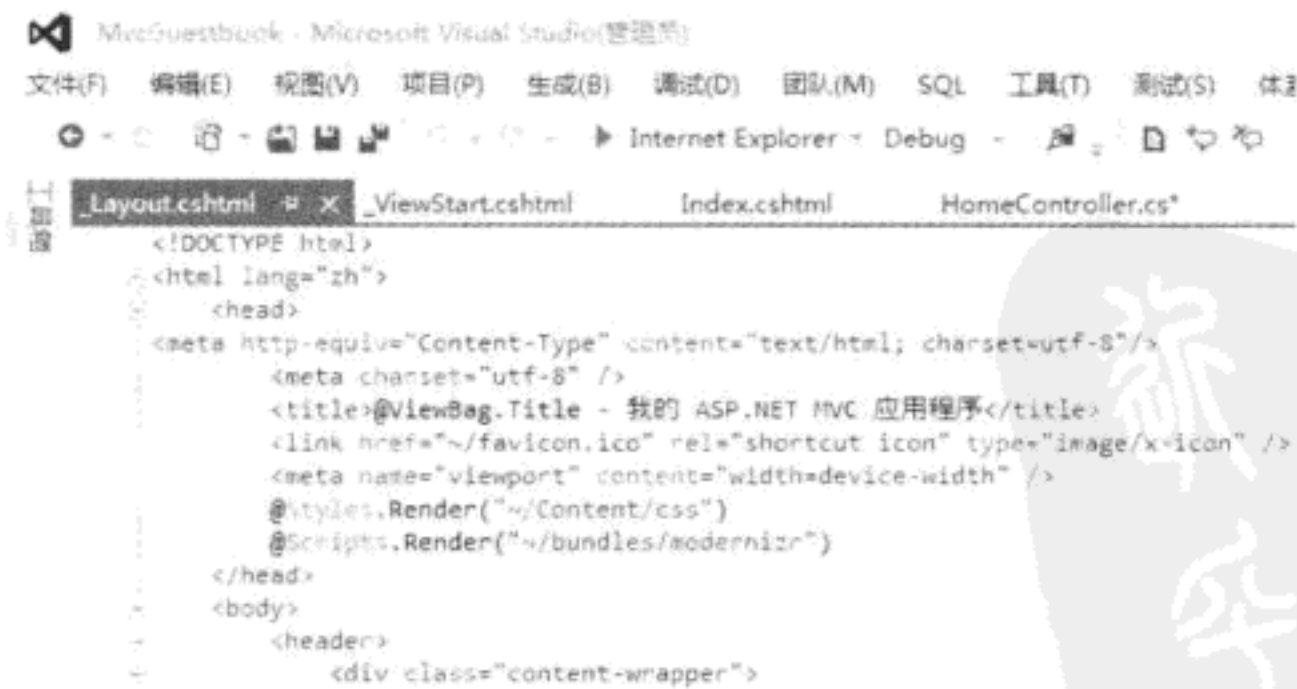 MvcGuestbook - Microsoft Visual Studio(管理员)
文件(F) 编辑(E) 视图(V) 项目(P) 生成(B) 调试(D) 团队(M) SQL 工具(T) 测试(S)
Internet Explorer Debug
工具箱
_Layout.cshtml _ViewStart.cshtml Index.cshtml HomeController.cs*
<!DOCTYPE html>
<html lang="zh">
<head>
<meta http-equiv="Content-Type" content="text/html; charset=utf-8"/>
<meta charset="utf-8" />
<title>@ViewBag.Title - 我的 ASP.NET MVC 应用程序</title>
<link href="~/favicon.ico" rel="shortcut icon" type="image/x-icon" />
<meta name="viewport" content="width=device-width" />
@Styles.Render("~/Content/css")
@Scripts.Render("~/bundles/modernizr")
</head>
<body>
<header>
<div class="content-wrapper">